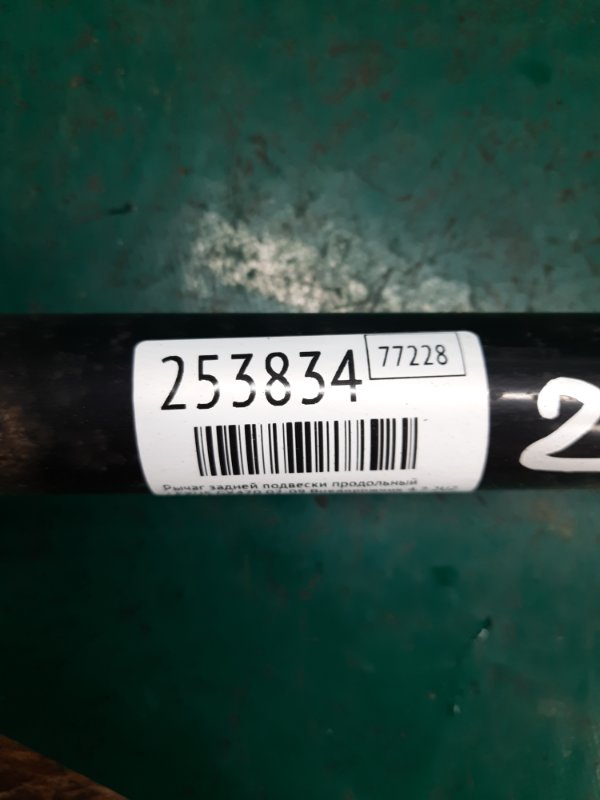 253834 77228
Рычаг задней подвески продольный
2